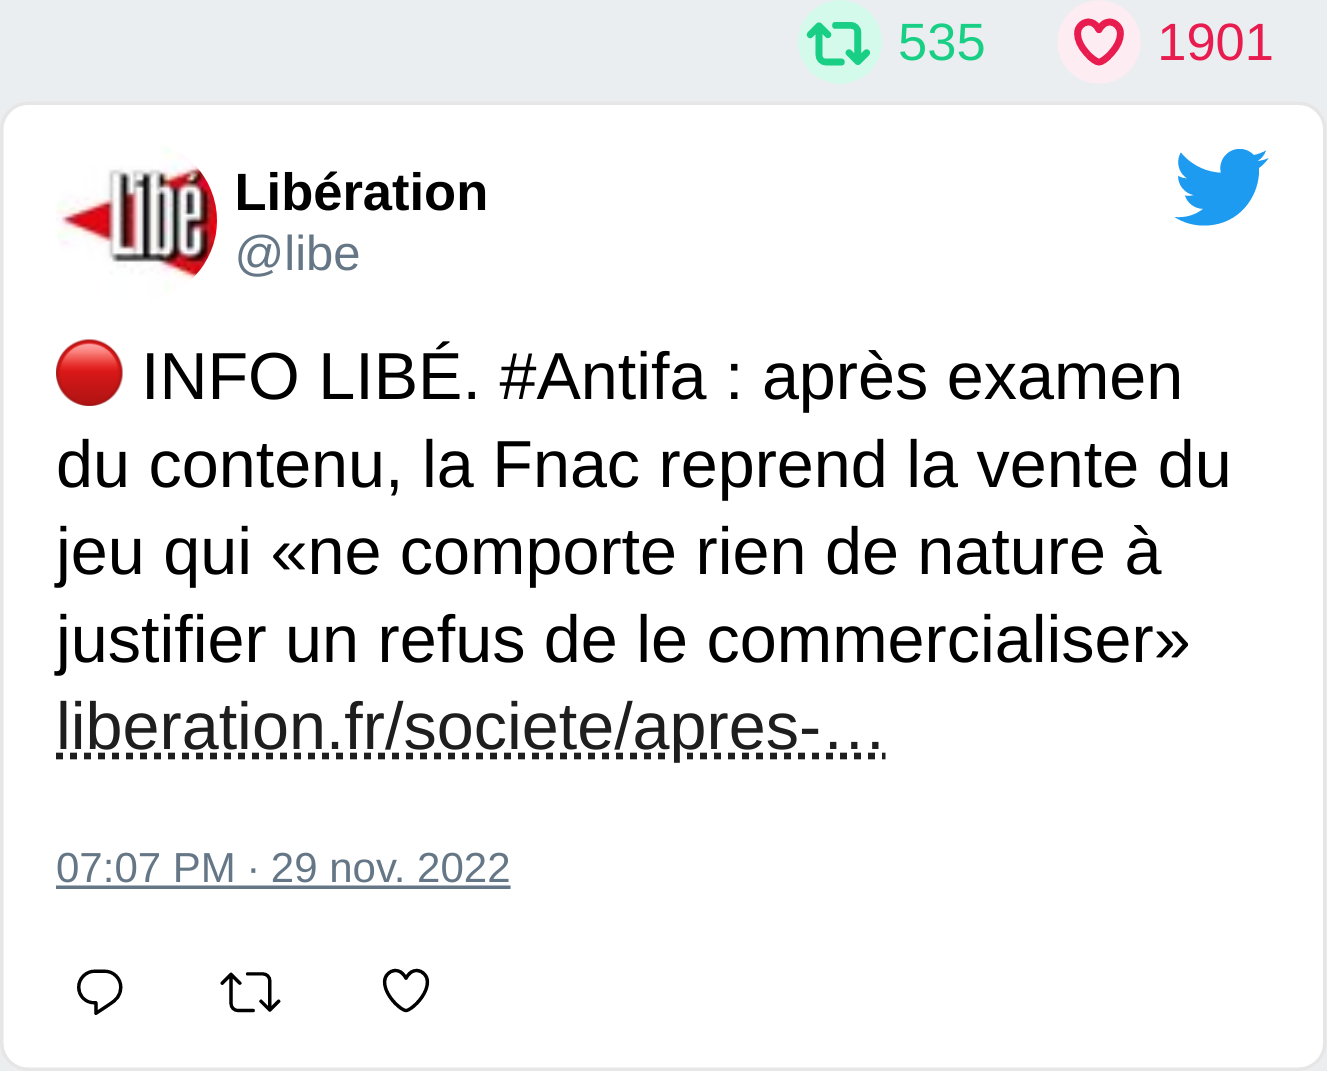 535 1901
Libé
Libération
@libe
🔴 INFO LIBÉ. #Antifa : après examen
du contenu, la Fnac reprend la vente du
jeu qui «ne comporte rien de nature à
justifier un refus de le commercialiser»
liberation.fr/societe/apres-…
07:07 PM · 29 nov. 2022